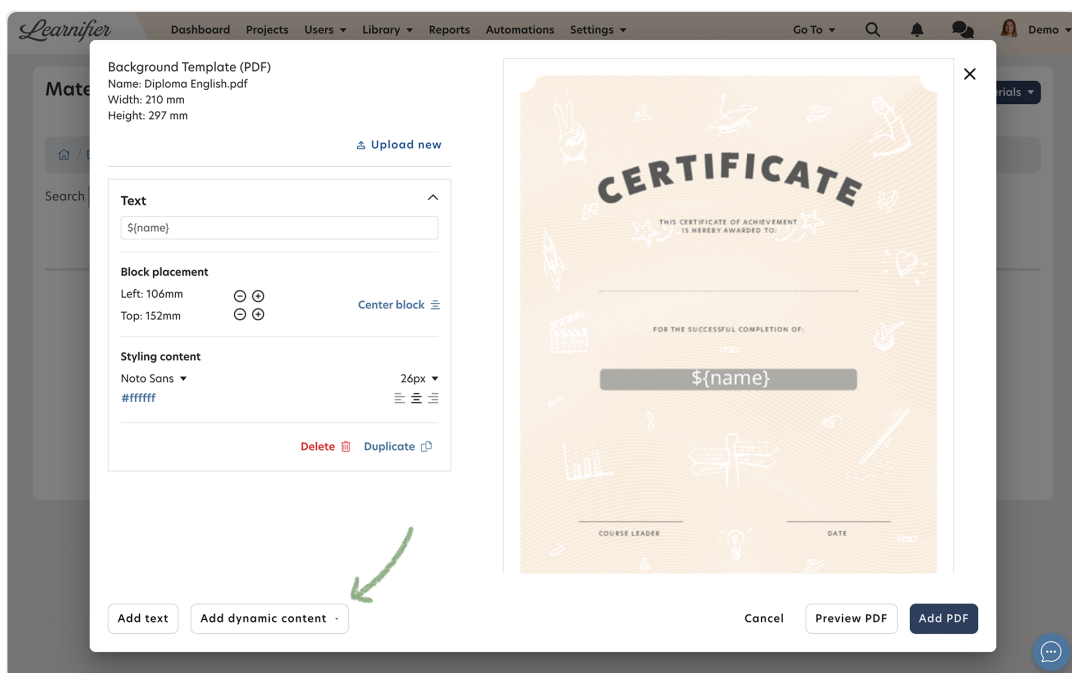 Learnifier
Dashboard Projects Users Library Reports Automations Settings Go To Demo
Mate
erials
Search
Background Template (PDF)
Name: Diploma English.pdf
Width: 210 mm
Height: 297 mm
Upload new
Text
${name}
Block placement
Left: 106mm
Top: 152mm
Center block
Styling content
Noto Sans 26px
#ffffff
Delete Duplicate
CERTIFICATE
THIS CERTIFICATE OF ACHIEVEMENT
IS HEREBY AWARDED TO:
FOR THE SUCCESSFUL COMPLETION OF:
${name}
COURSE LEADER DATE
Add text Add dynamic content Cancel Preview PDF Add PDF